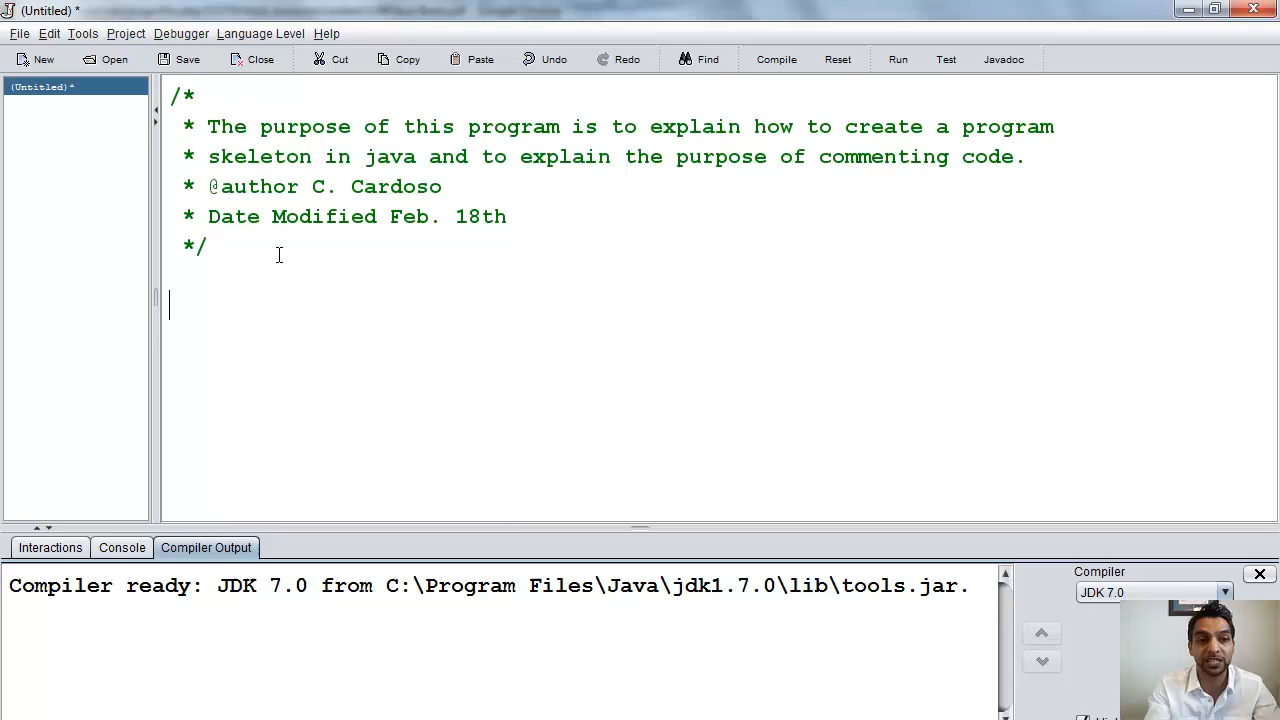 (Untitled) *
File Edit Tools Project Debugger Language Level Help
New Open Save Close Cut Copy Paste Undo Redo Find Compile Reset Run Test Javadoc
(Untitled)*
/*
* The purpose of this program is to explain how to create a program
* skeleton in java and to explain the purpose of commenting code.
* @author C. Cardoso
* Date Modified Feb. 18th
*/
Interactions Console Compiler Output
Compiler ready: JDK 7.0 from C:\Program Files\Java\jdk1.7.0\lib\tools.jar.
Compiler
JDK 7.0